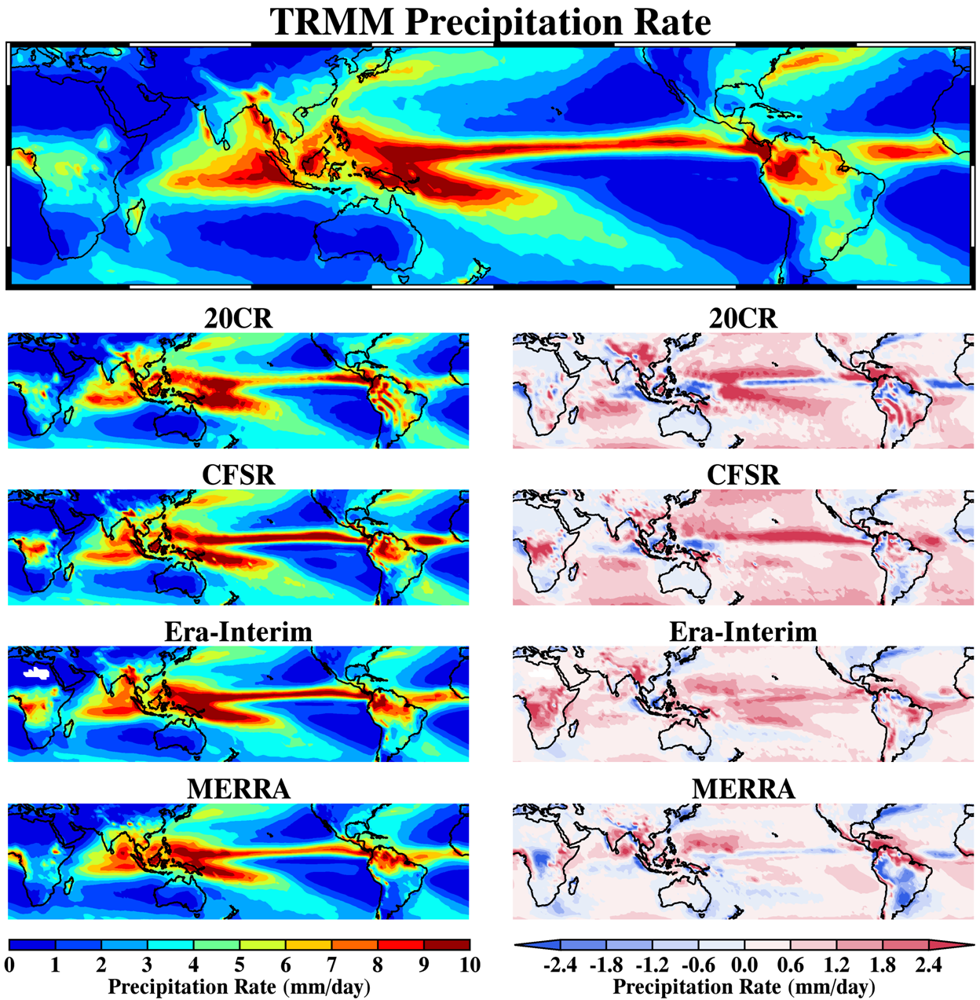 TRMM Precipitation Rate
20CR
20CR
CFSR
CFSR
Era-Interim
Era-Interim
MERRA
MERRA
0 1 2 3 4 5 6 7 8 9 10
Precipitation Rate (mm/day)
-2.4 -1.8 -1.2 -0.6 0.0 0.6 1.2 1.8 2.4
Precipitation Rate (mm/day)